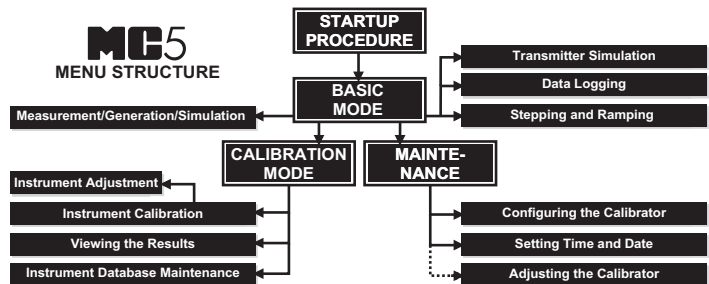 MC5
MENU STRUCTURE
STARTUP
PROCEDURE
Transmitter Simulation
Data Logging
Stepping and Ramping
BASIC
MODE
Measurement/Generation/Simulation
CALIBRATION
MODE
MAINTE-
NANCE
Instrument Adjustment
Instrument Calibration
Viewing the Results
Instrument Database Maintenance
Configuring the Calibrator
Setting Time and Date
Adjusting the Calibrator